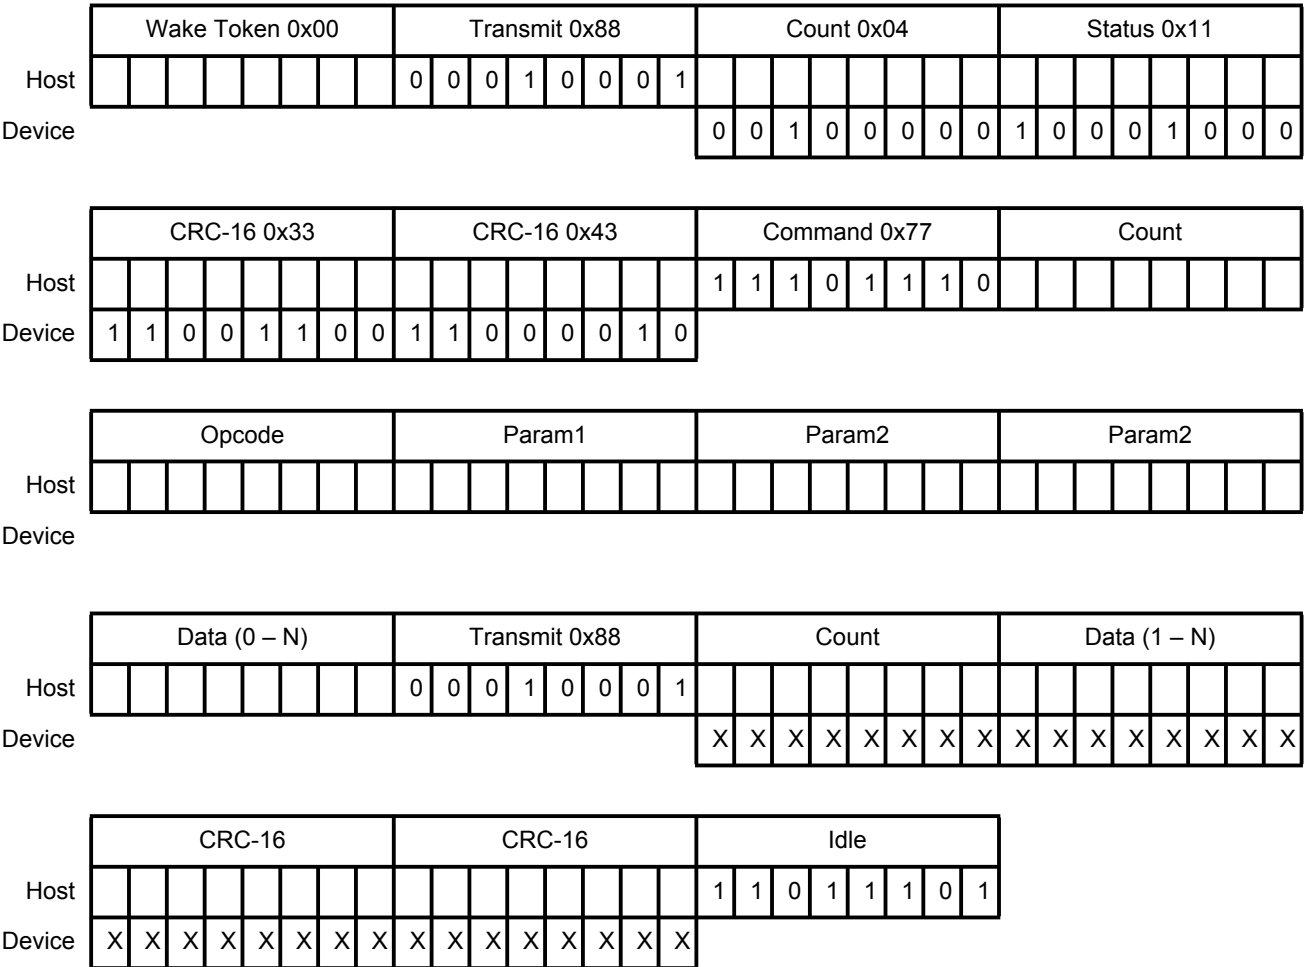 Wake Token 0x00 Transmit 0x88 Count 0x04 Status 0x11
Host 0 0 0 1 0 0 0 1
Device 0 0 1 0 0 0 0 0 1 0 0 0 1 0 0 0
CRC-16 0x33 CRC-16 0x43 Command 0x77 Count
Host 1 1 1 0 1 1 1 0
Device 1 1 0 0 1 1 0 0 1 1 0 0 0 0 1 0
Opcode Param1 Param2 Param2
Host
Device
Data (0 – N) Transmit 0x88 Count Data (1 – N)
Host 0 0 0 1 0 0 0 1
Device X X X X X X X X X X X X X X X X
CRC-16 CRC-16 Idle
Host 1 1 0 1 1 1 0 1
Device X X X X X X X X X X X X X X X X